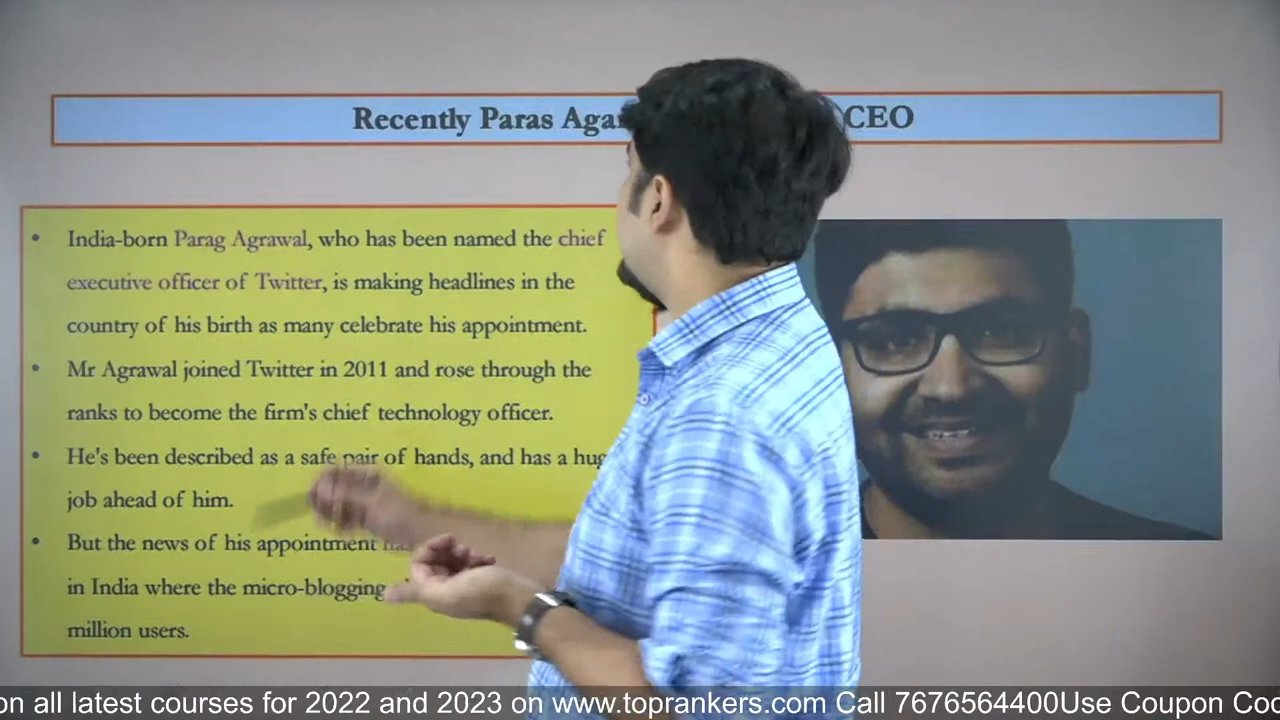 Recently Paras Aga CEO
India-born Parag Agrawal, who has been named the chief
executive officer of Twitter, is making headlines in the
country of his birth as many celebrate his appointment.
Mr Agrawal joined Twitter in 2011 and rose through the
ranks to become the firm's chief technology officer.
He's been described as a safe pair of hands, and has a hug
job ahead of him.
But the news of his appointment
in India where the micro-blogging
million users.
on all latest courses for 2022 and 2023 on www.toprankers.com Call 7676564400Use Coupon Coo